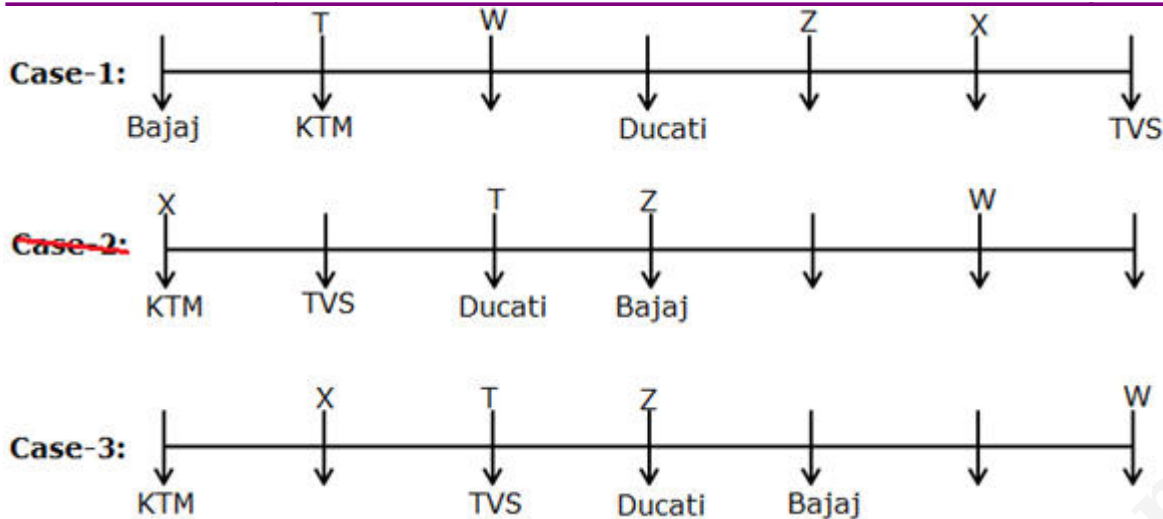 T W Z X
Case-1:
Bajaj KTM Ducati TVS
X T Z W
Case-2:
KTM TVS Ducati Bajaj
X T Z W
Case-3:
KTM TVS Ducati Bajaj